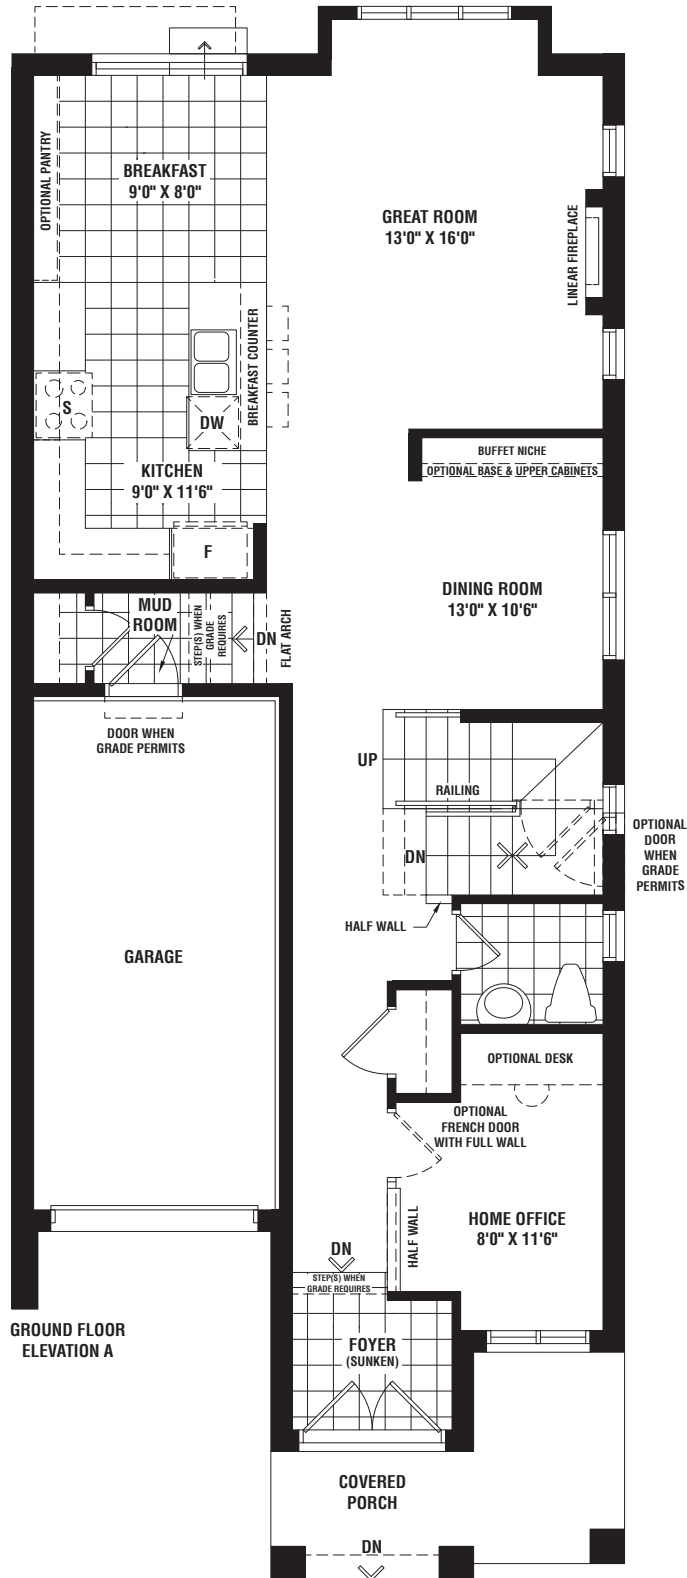 OPTIONAL PANTRY
BREAKFAST
9'0" X 8'0"
GREAT ROOM
13'0" X 16'0"
LINEAR FIREPLACE
BREAKFAST COUNTER
S
DW
KITCHEN
9'0" X 11'6"
F
BUFFET NICHE
OPTIONAL BASE & UPPER CABINETS
DINING ROOM
13'0" X 10'6"
MUD
ROOM
STEP(S) WHEN
GRADE
REQUIRES
DN
FLAT ARCH
DOOR WHEN
GRADE PERMITS
UP
RAILING
DN
OPTIONAL
DOOR
WHEN
GRADE
PERMITS
HALF WALL
GARAGE
OPTIONAL DESK
OPTIONAL
FRENCH DOOR
WITH FULL WALL
HOME OFFICE
8'0" X 11'6"
HALF WALL
DN
STEP(S) WHEN
GRADE REQUIRES
FOYER
(SUNKEN)
GROUND FLOOR
ELEVATION A
COVERED
PORCH
DN